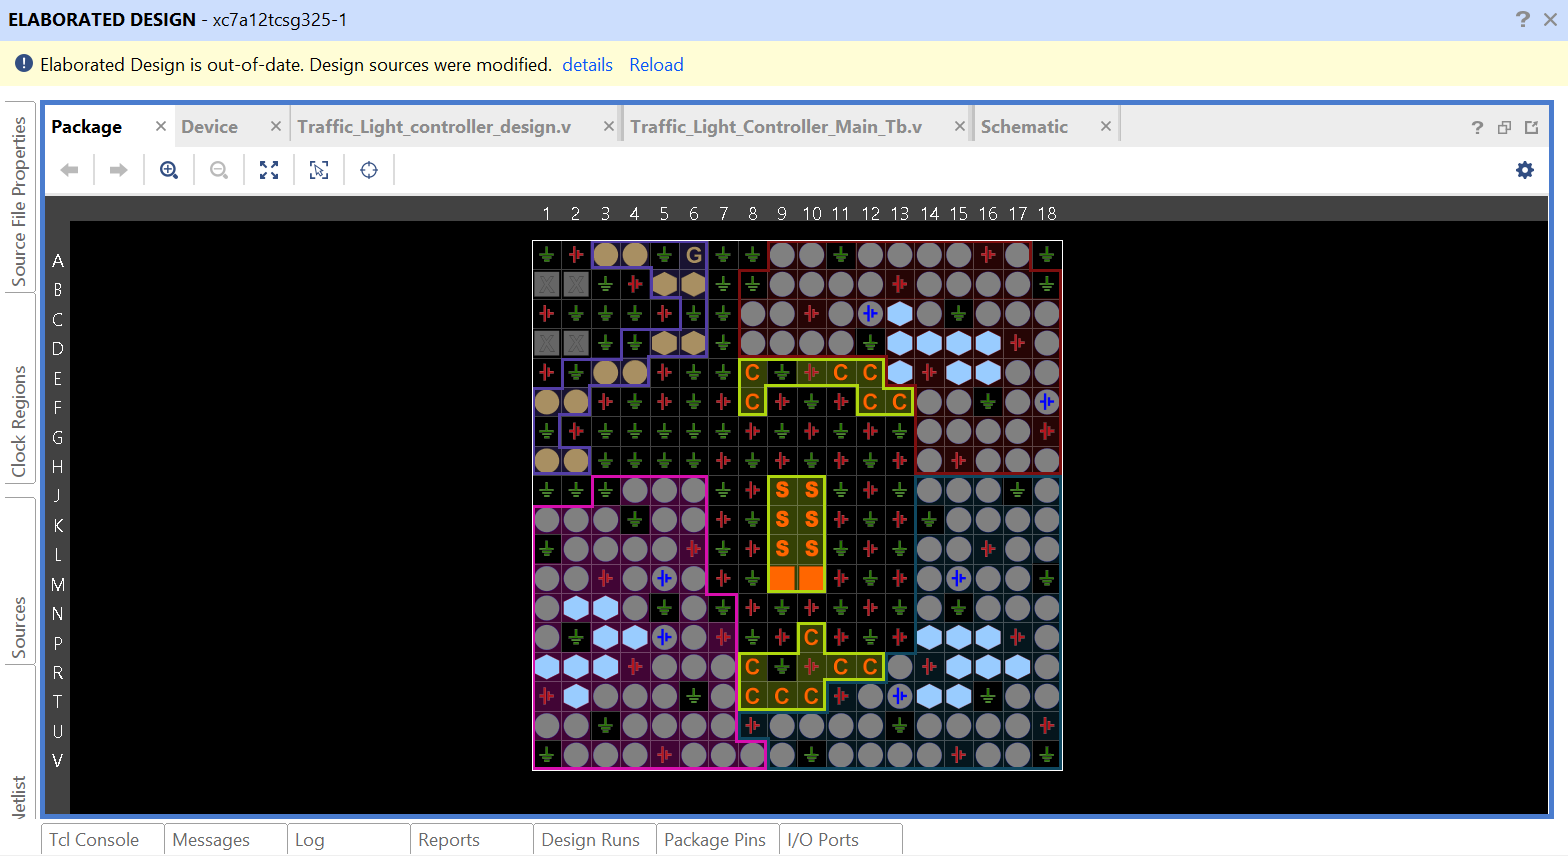 ELABORATED DESIGN - xc7a12tcsg325-1
? ×
! Elaborated Design is out-of-date. Design sources were modified. details Reload
Source File Properties
Clock Regions
Sources
Netlist
Package × Device × Traffic_Light_controller_design.v × Traffic_Light_Controller_Main_Tb.v × Schematic ×
?
1 2 3 4 5 6 7 8 9 10 11 12 13 14 15 16 17 18
A G
B X X
C
D X X
E C C C
F C C C
G
H
J S S
K S S
L S S
M
N
P C
R C C C
T C C C
U
V
Tcl Console Messages Log Reports Design Runs Package Pins I/O Ports